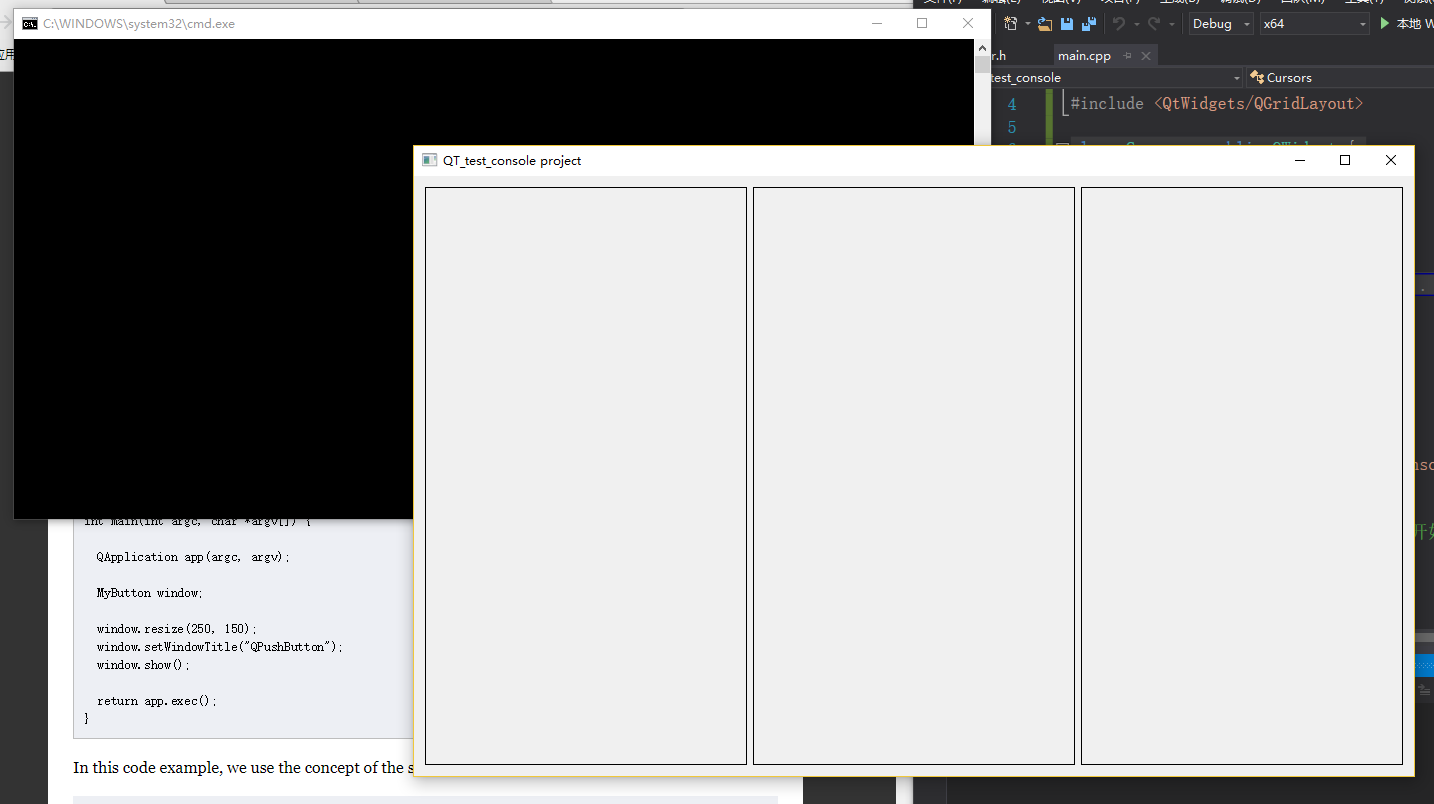 C:\WINDOWS\system32\cmd.exe
Debug
x64
本地 W
应用
r.h
main.cpp
test_console
Cursors
4
#include <QtWidgets/QGridLayout>
5
QT_test_console project
int main(int argc, char *argv[]) {
QApplication app(argc, argv);
MyButton window;
window.resize(250, 150);
window.setWindowTitle("QPushButton");
window.show();
return app.exec();
}
In this code example, we use the concept of the s